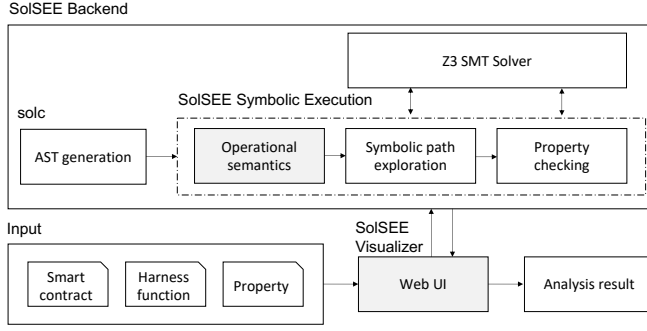 SolSEE Backend
Z3 SMT Solver
SolSEE Symbolic Execution
solc
AST generation
Operational
semantics
Symbolic path
exploration
Property
checking
Input
SolSEE
Visualizer
Smart
contract
Harness
function
Property
Web UI
Analysis result